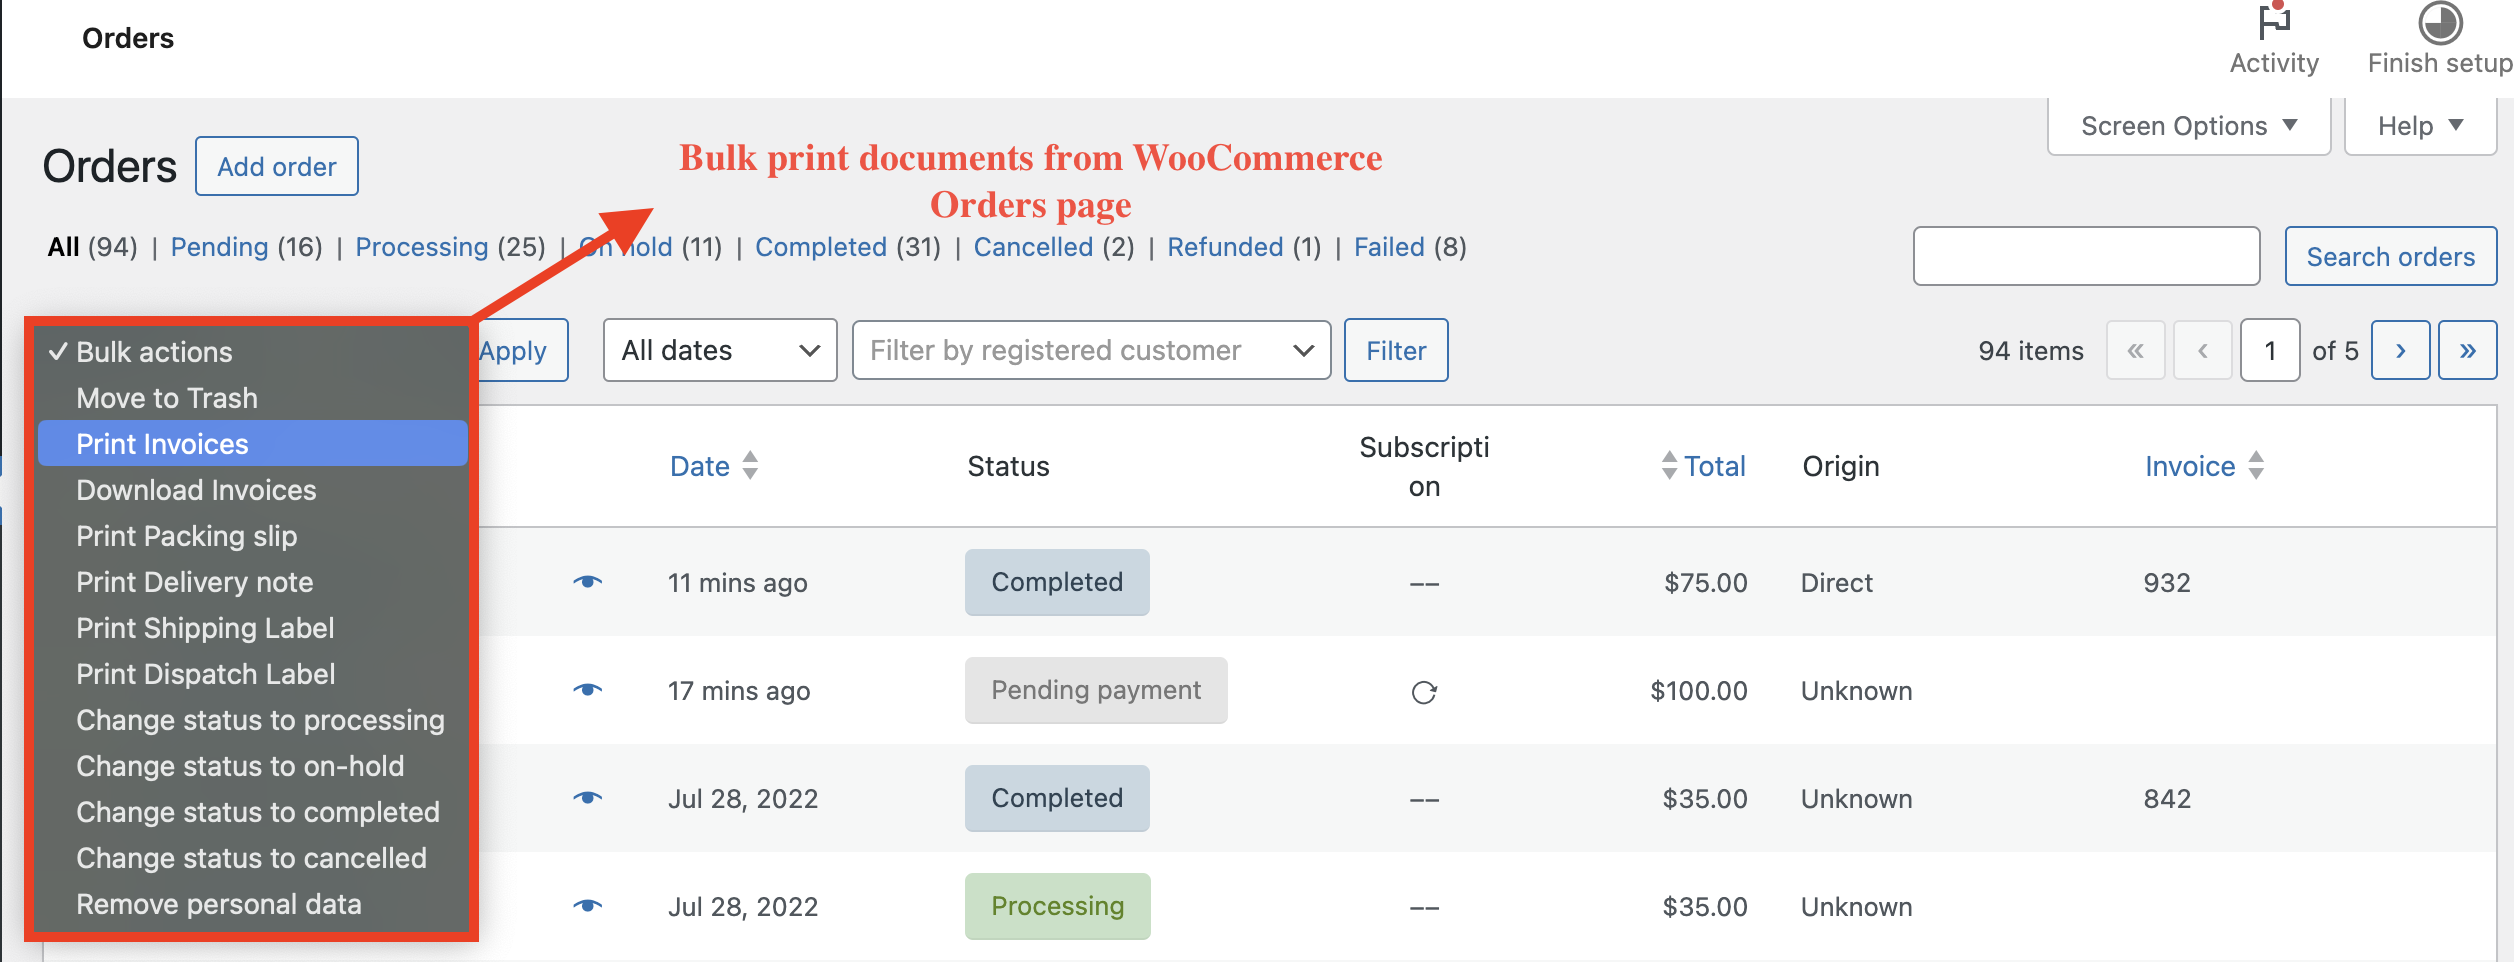 Orders
Activity
Finish setup
Screen Options
Help
Orders
Add order
Bulk print documents from WooCommerce
Orders page
All (94) | Pending (16) | Processing (25) | On hold (11) | Completed (31) | Cancelled (2) | Refunded (1) | Failed (8)
Search orders
Apply
All dates
Filter by registered customer
Filter
94 items
«
‹
1
of 5
›
»
✓ Bulk actions
Move to Trash
Print Invoices
Download Invoices
Print Packing slip
Print Delivery note
Print Shipping Label
Print Dispatch Label
Change status to processing
Change status to on-hold
Change status to completed
Change status to cancelled
Remove personal data
Date
Status
Subscripti
on
Total
Origin
Invoice
11 mins ago Completed –– $75.00 Direct 932
17 mins ago Pending payment $100.00 Unknown
Jul 28, 2022 Completed –– $35.00 Unknown 842
Jul 28, 2022 Processing –– $35.00 Unknown